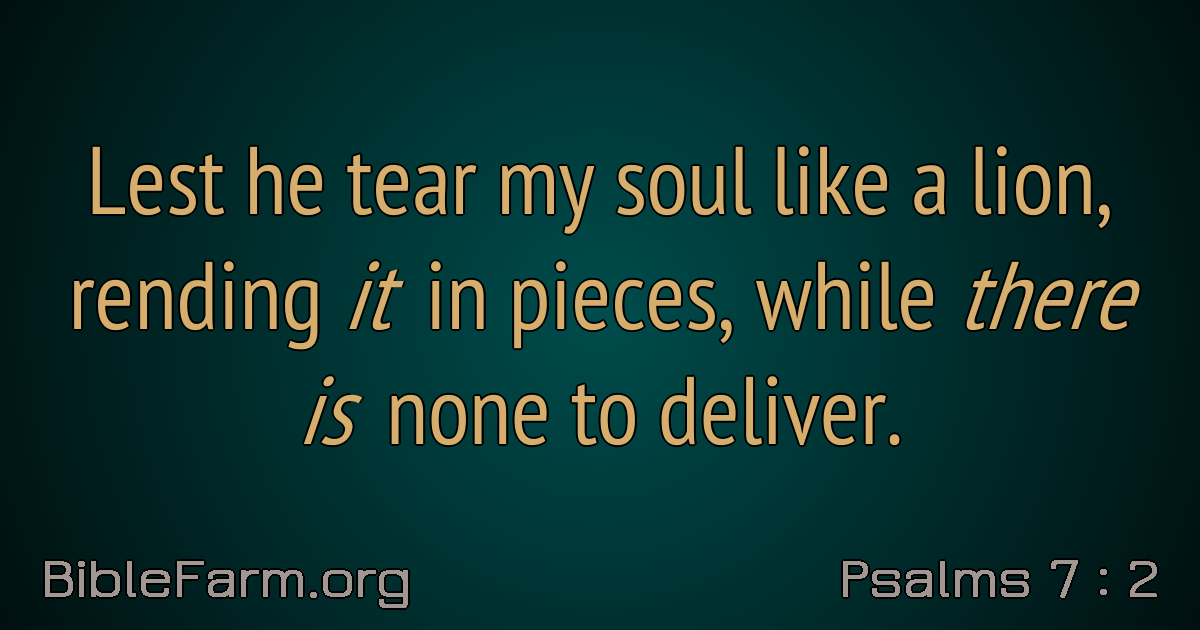 Lest he tear my soul like a lion,
rending it in pieces, while there
is none to deliver.
BibleFarm.org
Psalms 7 : 2